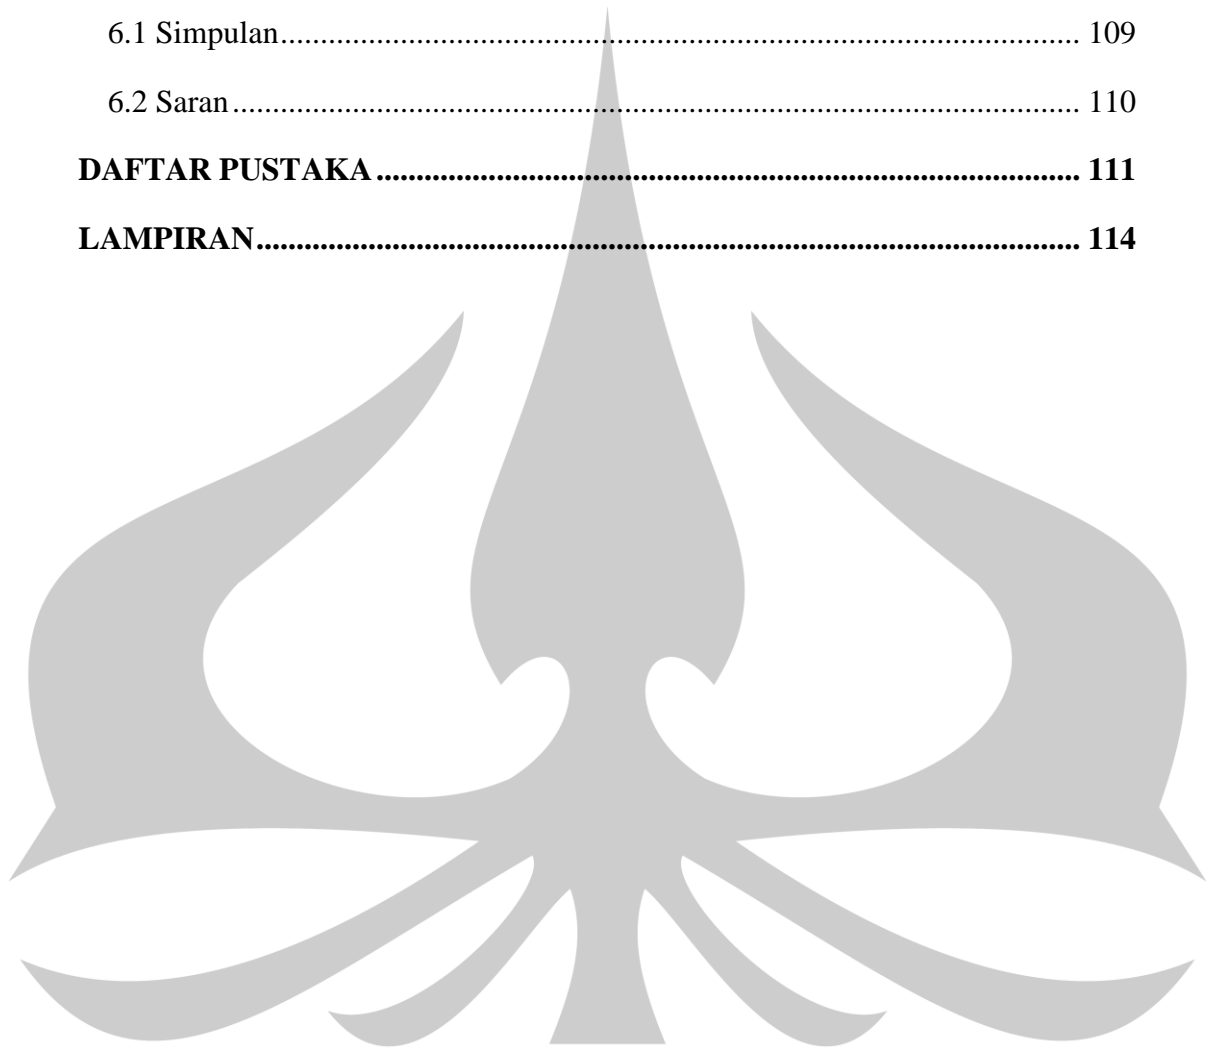 6.1 Simpulan.................................................................................................... 109
6.2 Saran.......................................................................................................... 110
DAFTAR PUSTAKA........................................................................................ 111
LAMPIRAN....................................................................................................... 114